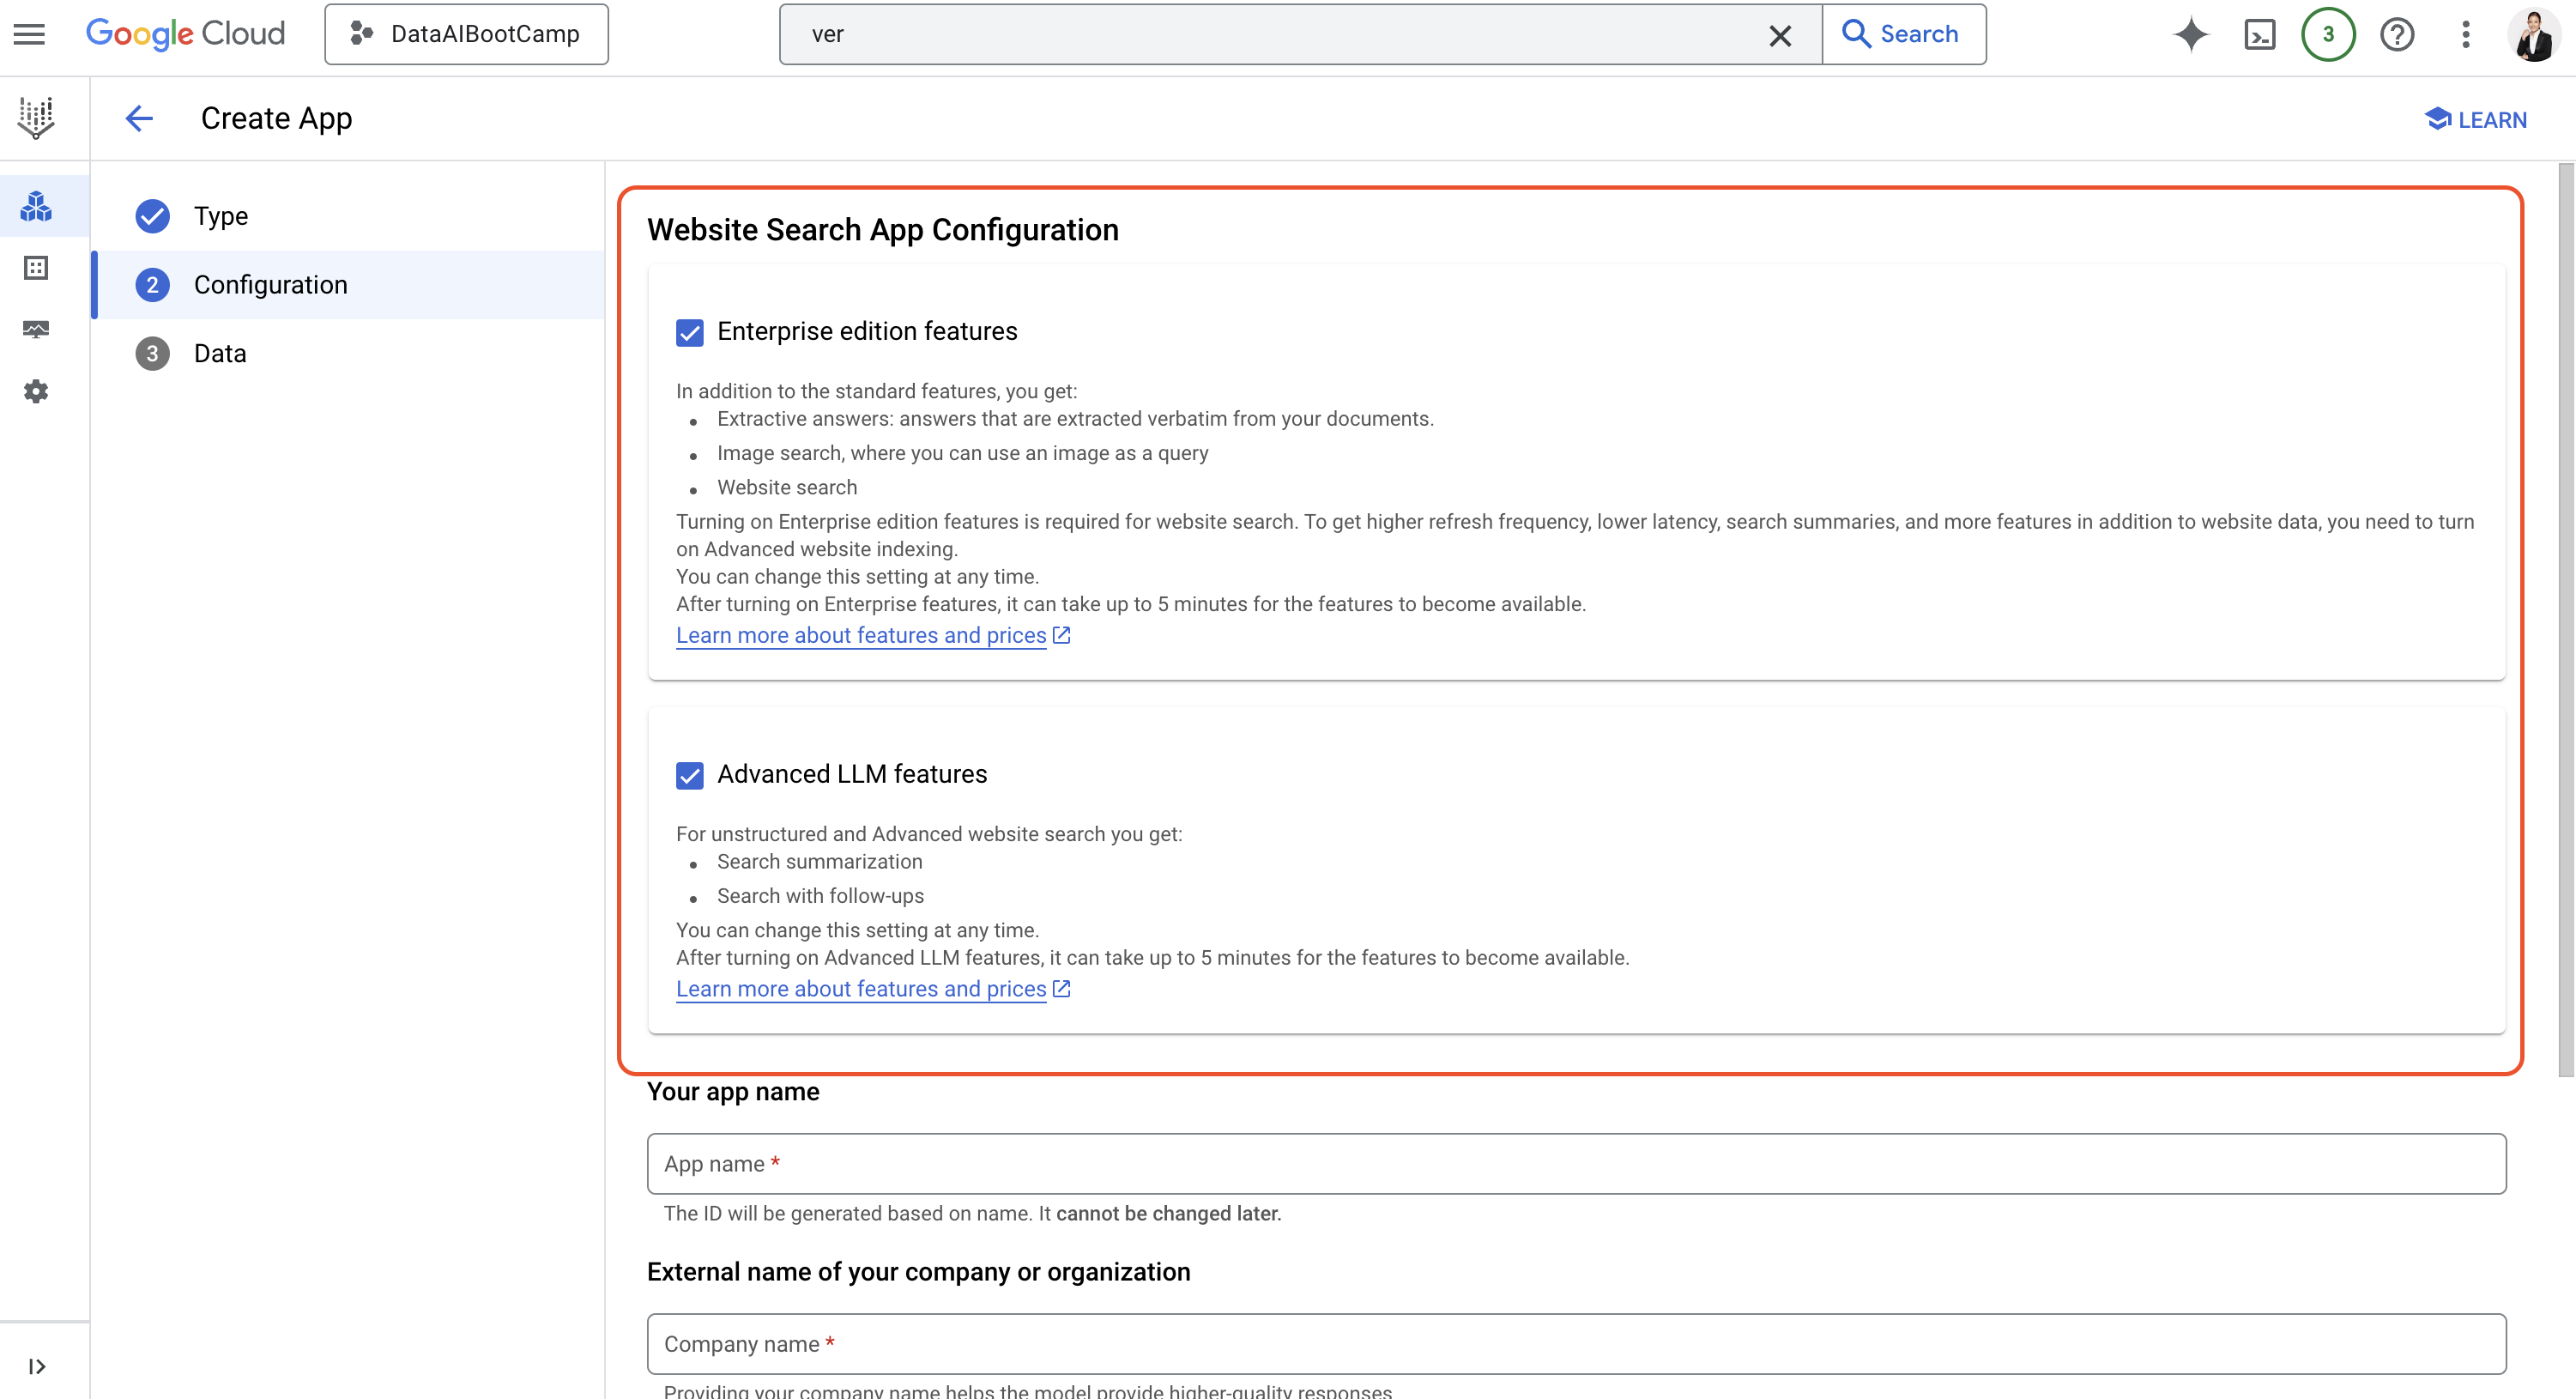 Google Cloud
DataAIBootCamp
ver
Search
3
Create App
LEARN
Type
2
Configuration
3
Data
Website Search App Configuration
Enterprise edition features
In addition to the standard features, you get:
Extractive answers: answers that are extracted verbatim from your documents.
Image search, where you can use an image as a query
Website search
Turning on Enterprise edition features is required for website search. To get higher refresh frequency, lower latency, search summaries, and more features in addition to website data, you need to turn
on Advanced website indexing.
You can change this setting at any time.
After turning on Enterprise features, it can take up to 5 minutes for the features to become available.
Learn more about features and prices
Advanced LLM features
For unstructured and Advanced website search you get:
Search summarization
Search with follow-ups
You can change this setting at any time.
After turning on Advanced LLM features, it can take up to 5 minutes for the features to become available.
Learn more about features and prices
Your app name
App name *
The ID will be generated based on name. It cannot be changed later.
External name of your company or organization
Company name *
Providing your company name helps the model provide higher-quality responses